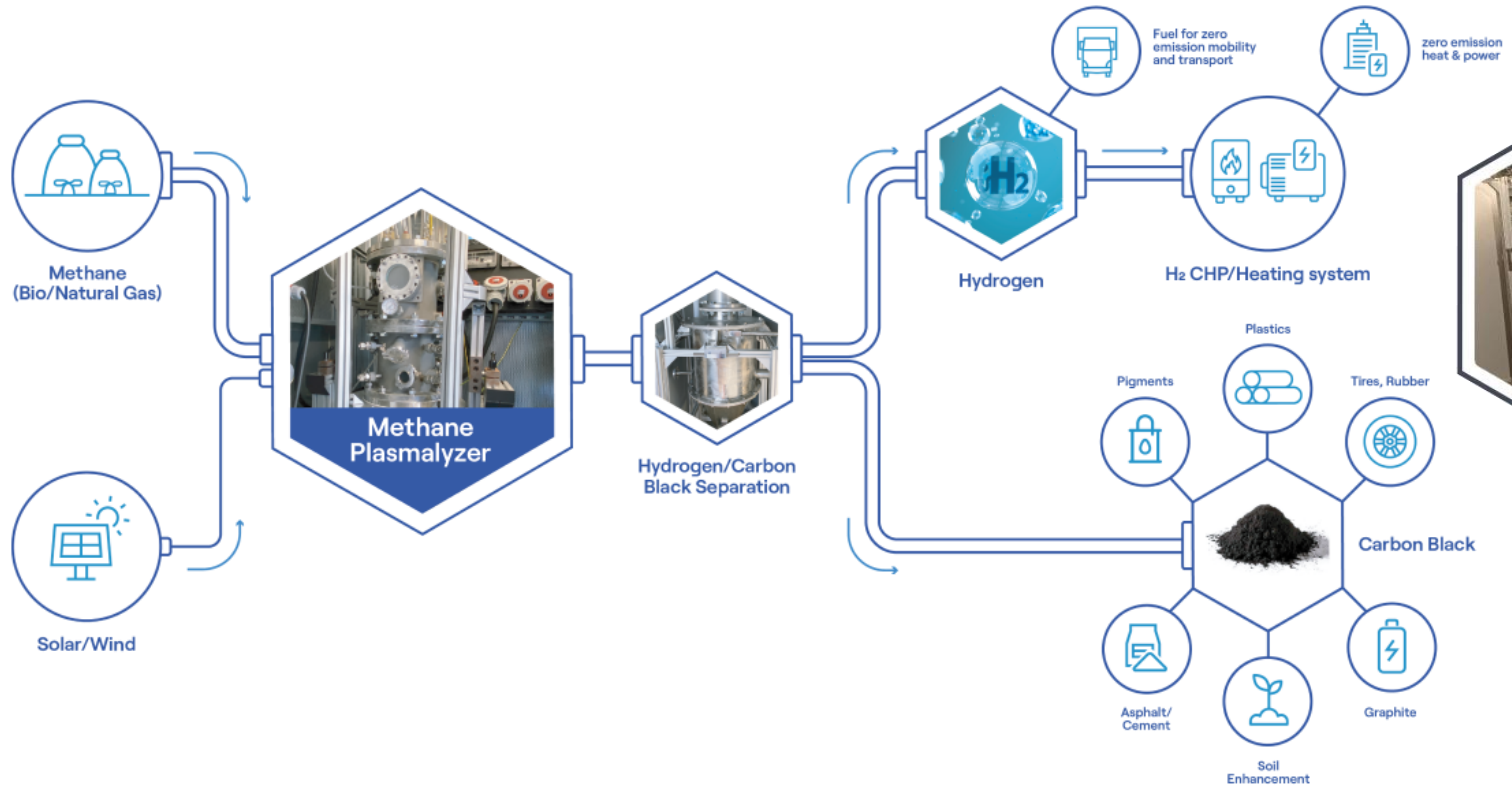 Fuel for zero
emission mobility
and transport
zero emission
heat & power
Methane
(Bio/Natural Gas)
H2
Hydrogen
H₂ CHP/Heating system
Methane
Plasmalyzer
Hydrogen/Carbon
Black Separation
Solar/Wind
Plastics
Pigments
Tires, Rubber
Carbon Black
Asphalt/
Cement
Soil
Enhancement
Graphite